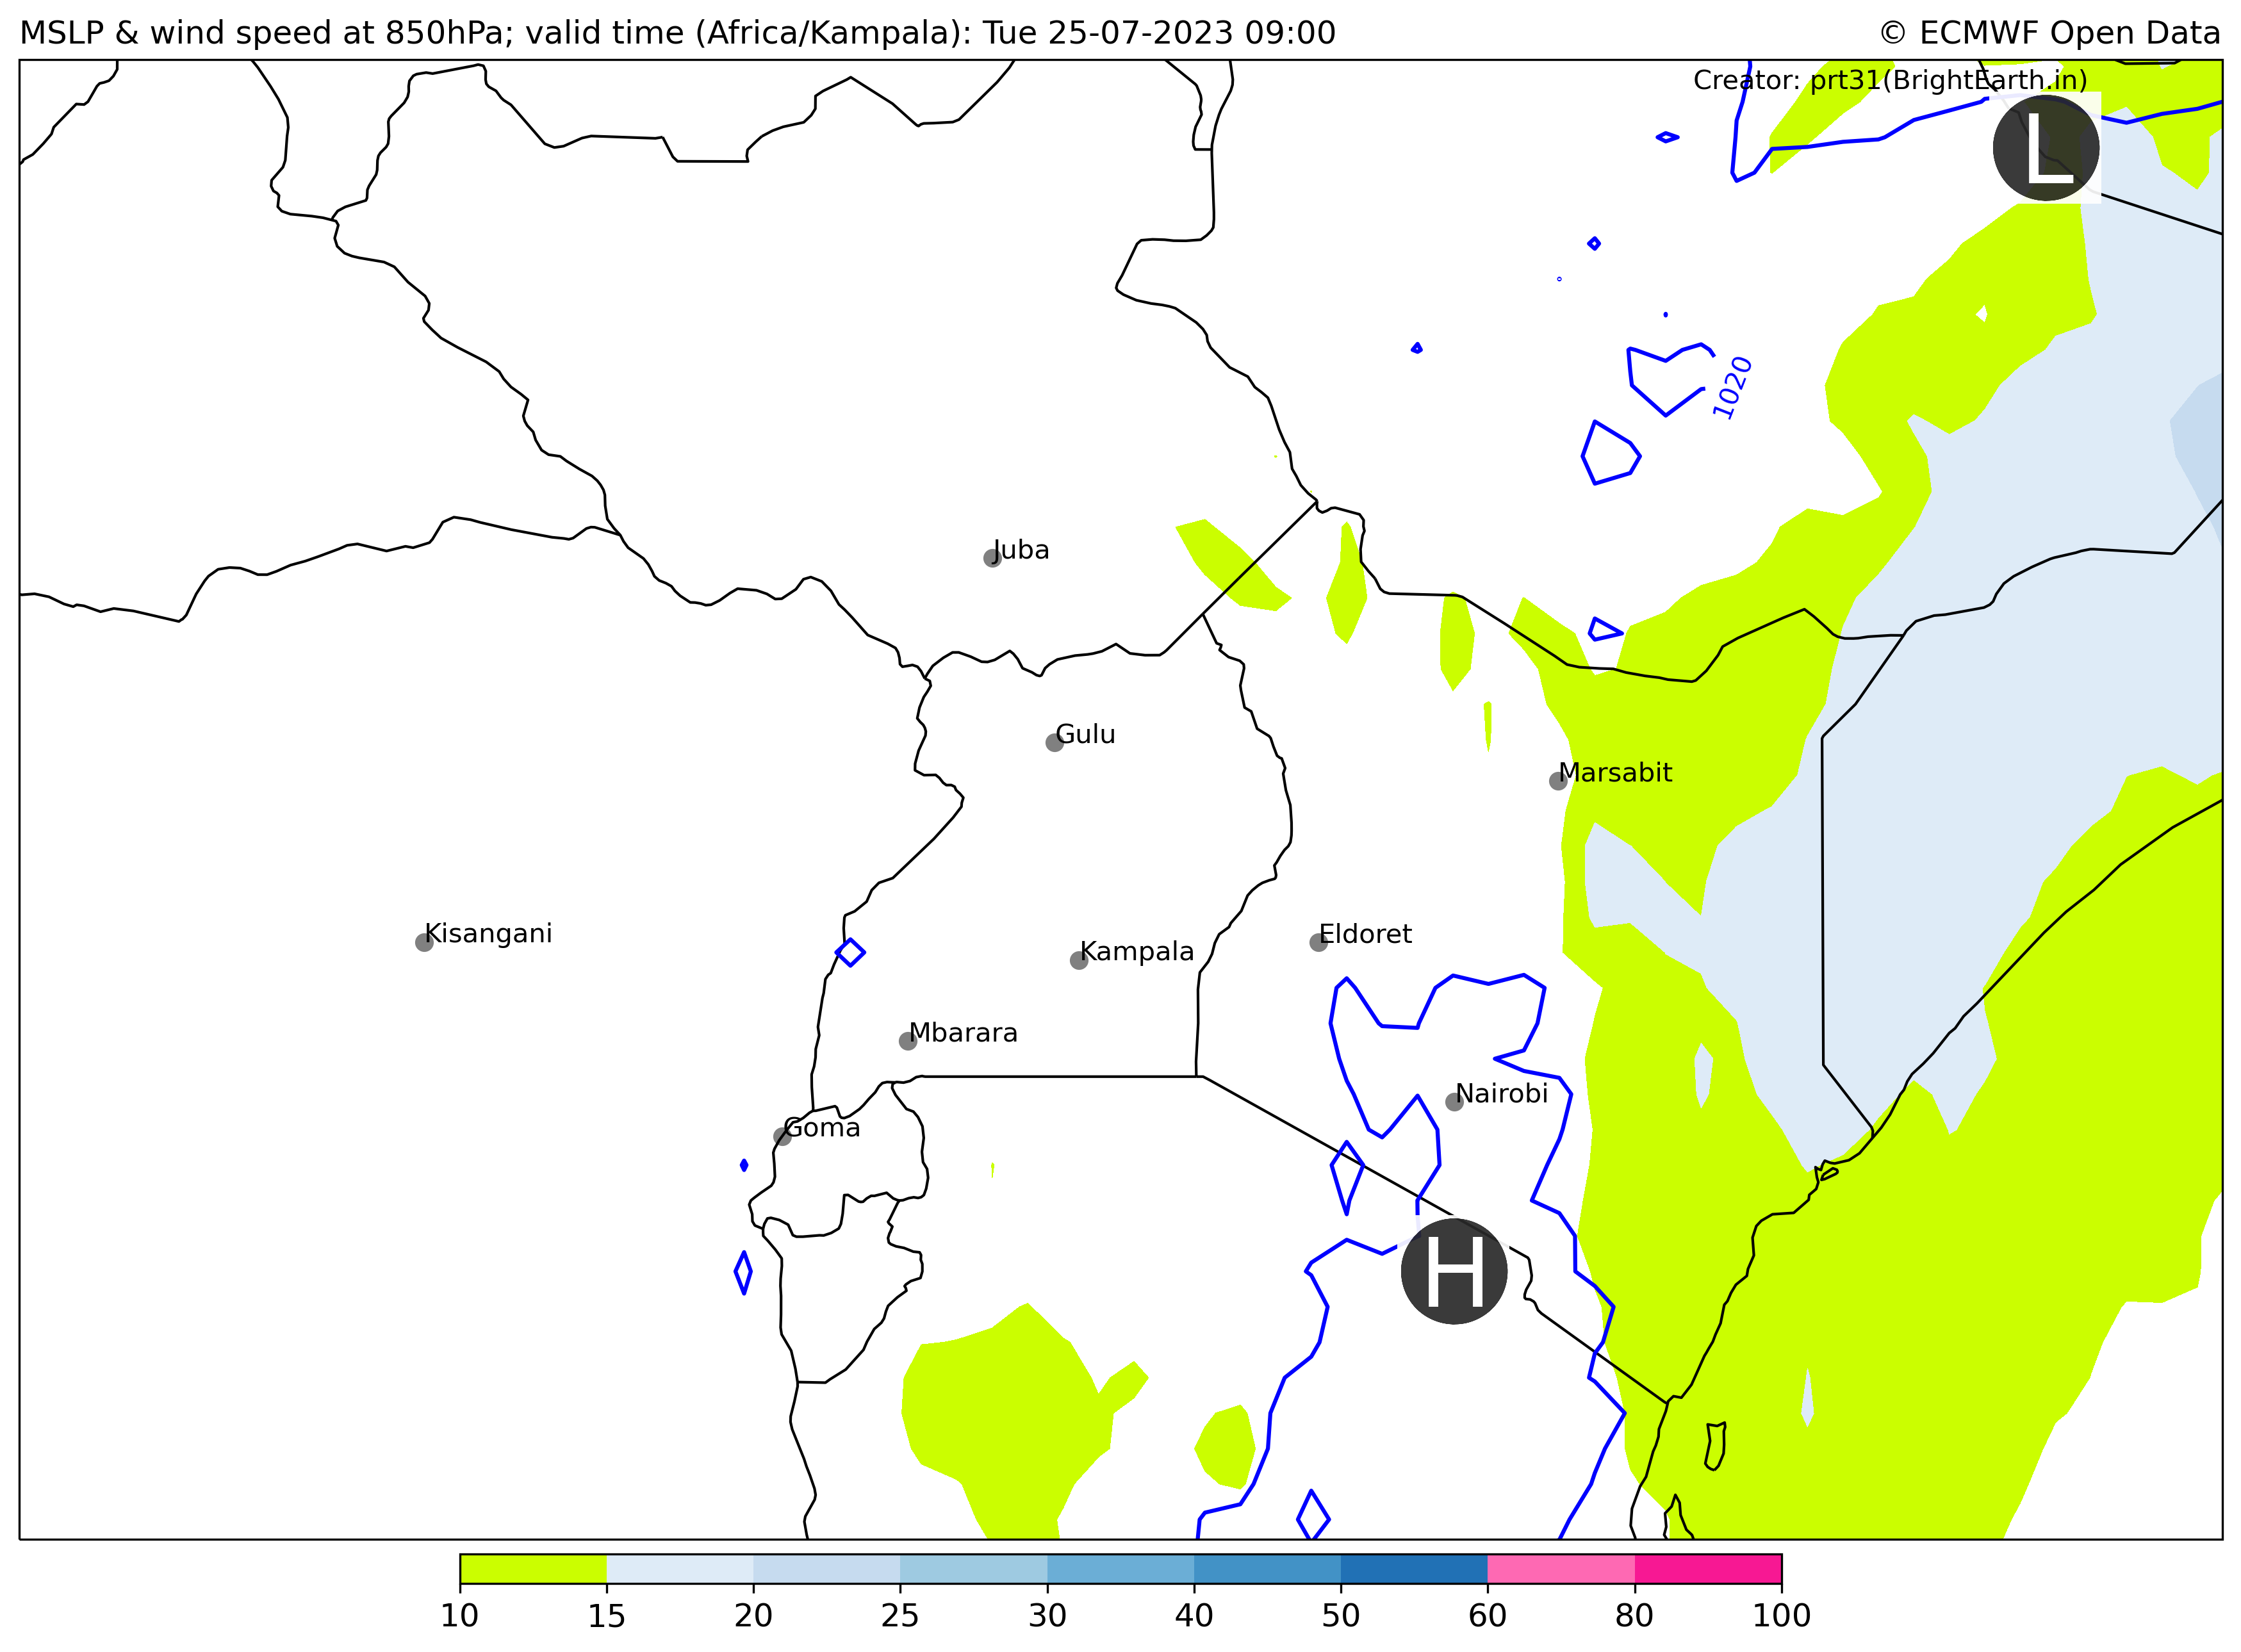 MSLP & wind speed at 850hPa; valid time (Africa/Kampala): Tue 25-07-2023 09:00
© ECMWF Open Data
Creator: prt31(BrightEarth.in)
L
1020
Juba
Gulu
Marsabit
Kisangani
Eldoret
Kampala
Mbarara
Nairobi
Goma
H
10 15 20 25 30 40 50 60 80 100